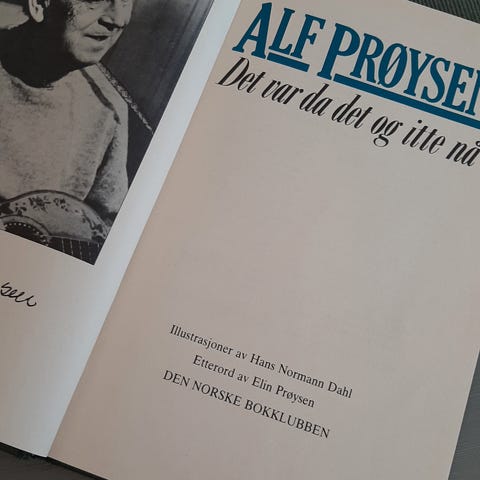 ALF PRØYSEN
Det var da det og itte nå
Illustrasjoner av Hans Normann Dahl
Etterord av Elin Prøysen
DEN NORSKE BOKKLUBBEN